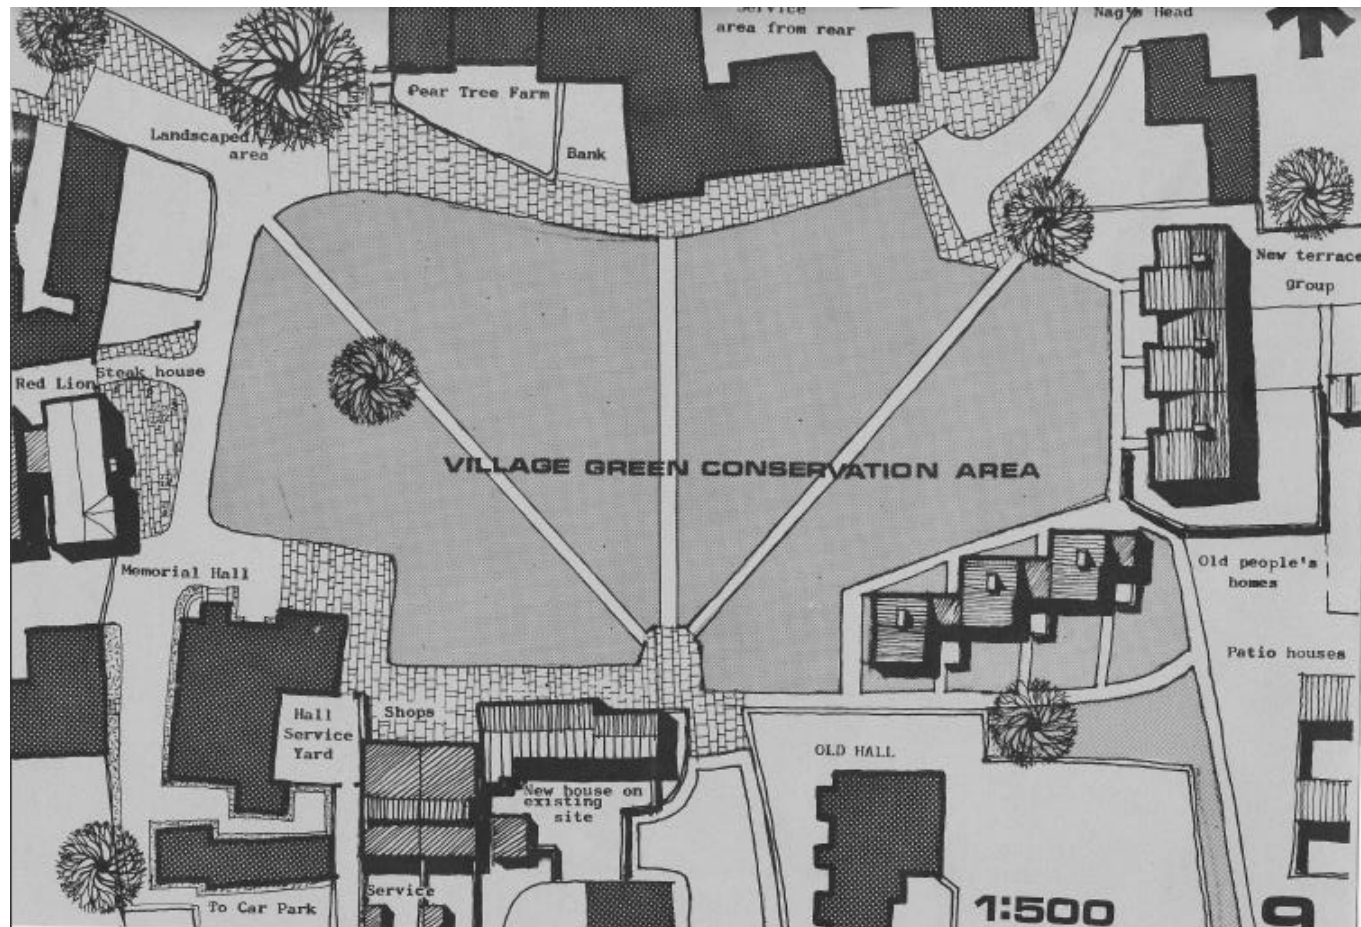 Service
area from rear
Nag's Head
Pear Tree Farm
Landscaped
area
Bank
New terrace
group
Steak house
Red Lion
VILLAGE GREEN CONSERVATION AREA
Memorial Hall
Old people's
homes
Patio houses
Hall
Service
Yard
Shops
OLD HALL
New house on
existing
site
Service
To Car Park
1:500
9